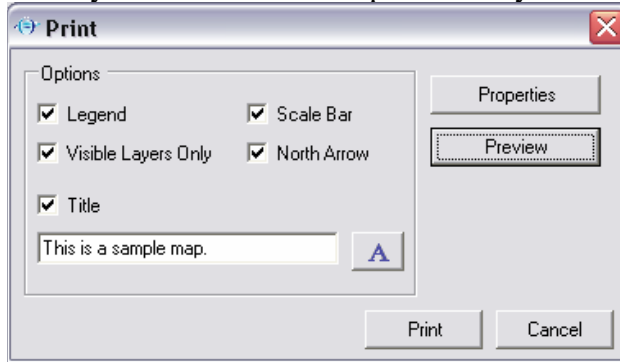 Print
Options
Properties
Legend Scale Bar
Preview
Visible Layers Only North Arrow
Title
This is a sample map. A
Print Cancel